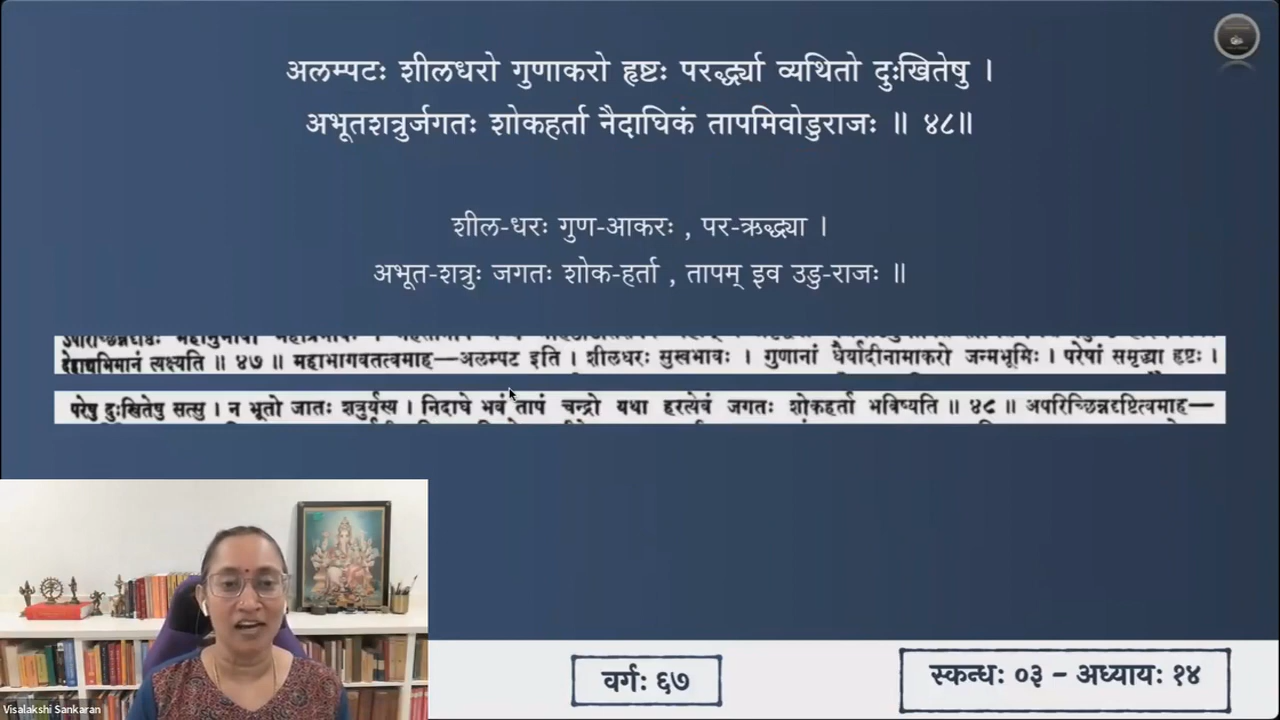 अलम्पटः शीलधरो गुणाकरो हृष्टः परर्द्ध्या व्यथितो दुःखितेषु ।
अभूतशत्रुर्जगतः शोकहर्ता नैदाघिकं तापमिवोडुराजः ॥ ४८॥
शील-धरः गुण-आकरः , पर-ऋद्ध्या ।
अभूत-शत्रुः जगतः शोक-हर्ता , तापम् इव उडु-राजः ॥
देहाद्यभिमानं त्यक्ष्यति ॥ ४७ ॥ महाभागवतत्वमाह—अलम्पट इति । शीलधरः सुखभावः । गुणानां धैर्यादीनामाकरो जन्मभूमिः । परेषां समृद्ध्या हृष्टः ।
परेषु दुःखितेषु सत्सु । न भूतो जातः शत्रुर्यस्य । निदाघे भवं तापं चन्द्रो यथा हरत्येवं जगतः शोकहर्ता भविष्यति ॥ ४८ ॥ अपरिच्छिन्नदृष्टित्वमाह—
Visalakshi Sankaran
वर्गः ६७
स्कन्धः ०३ – अध्यायः १४